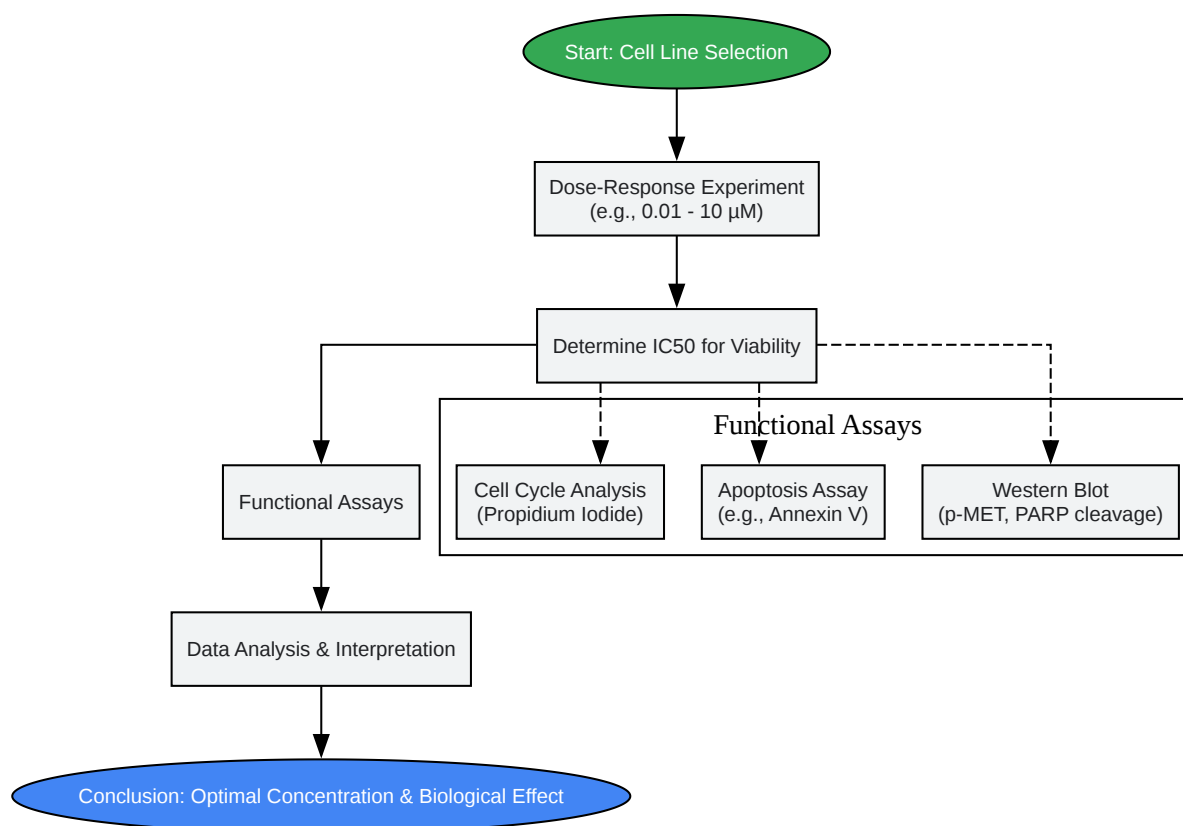 Start: Cell Line Selection
Dose-Response Experiment
(e.g., 0.01 - 10 µM)
Determine IC50 for Viability
Functional Assays
Functional Assays
Cell Cycle Analysis
(Propidium Iodide)
Apoptosis Assay
(e.g., Annexin V)
Western Blot
(p-MET, PARP cleavage)
Data Analysis & Interpretation
Conclusion: Optimal Concentration & Biological Effect